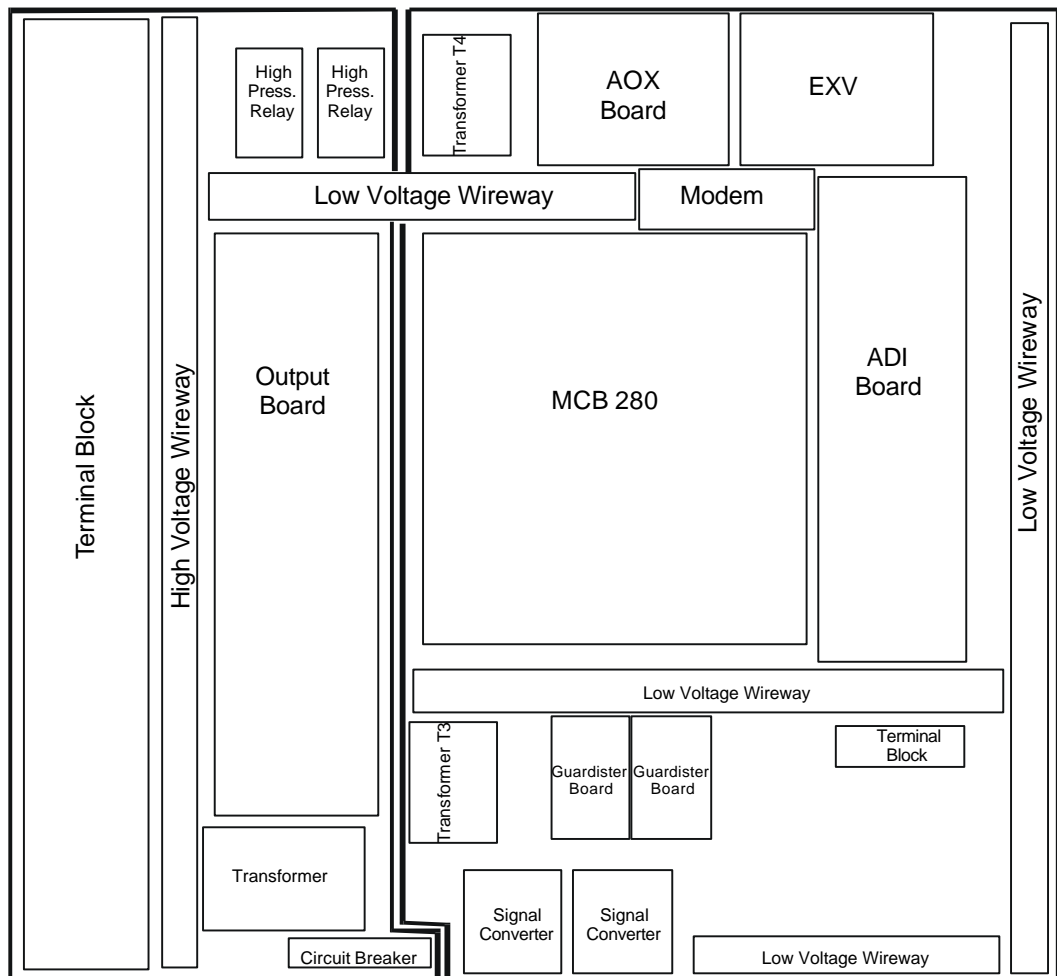 High
Press.
Relay
High
Press.
Relay
Transformer T4
AOX
Board
EXV
Low Voltage Wireway
Modem
Terminal Block
High Voltage Wireway
Output
Board
MCB 280
ADI
Board
Low Voltage Wireway
Low Voltage Wireway
Transformer T3
Guardister
Board
Guardister
Board
Terminal
Block
Transformer
Signal
Converter
Signal
Converter
Circuit Breaker
Low Voltage Wireway